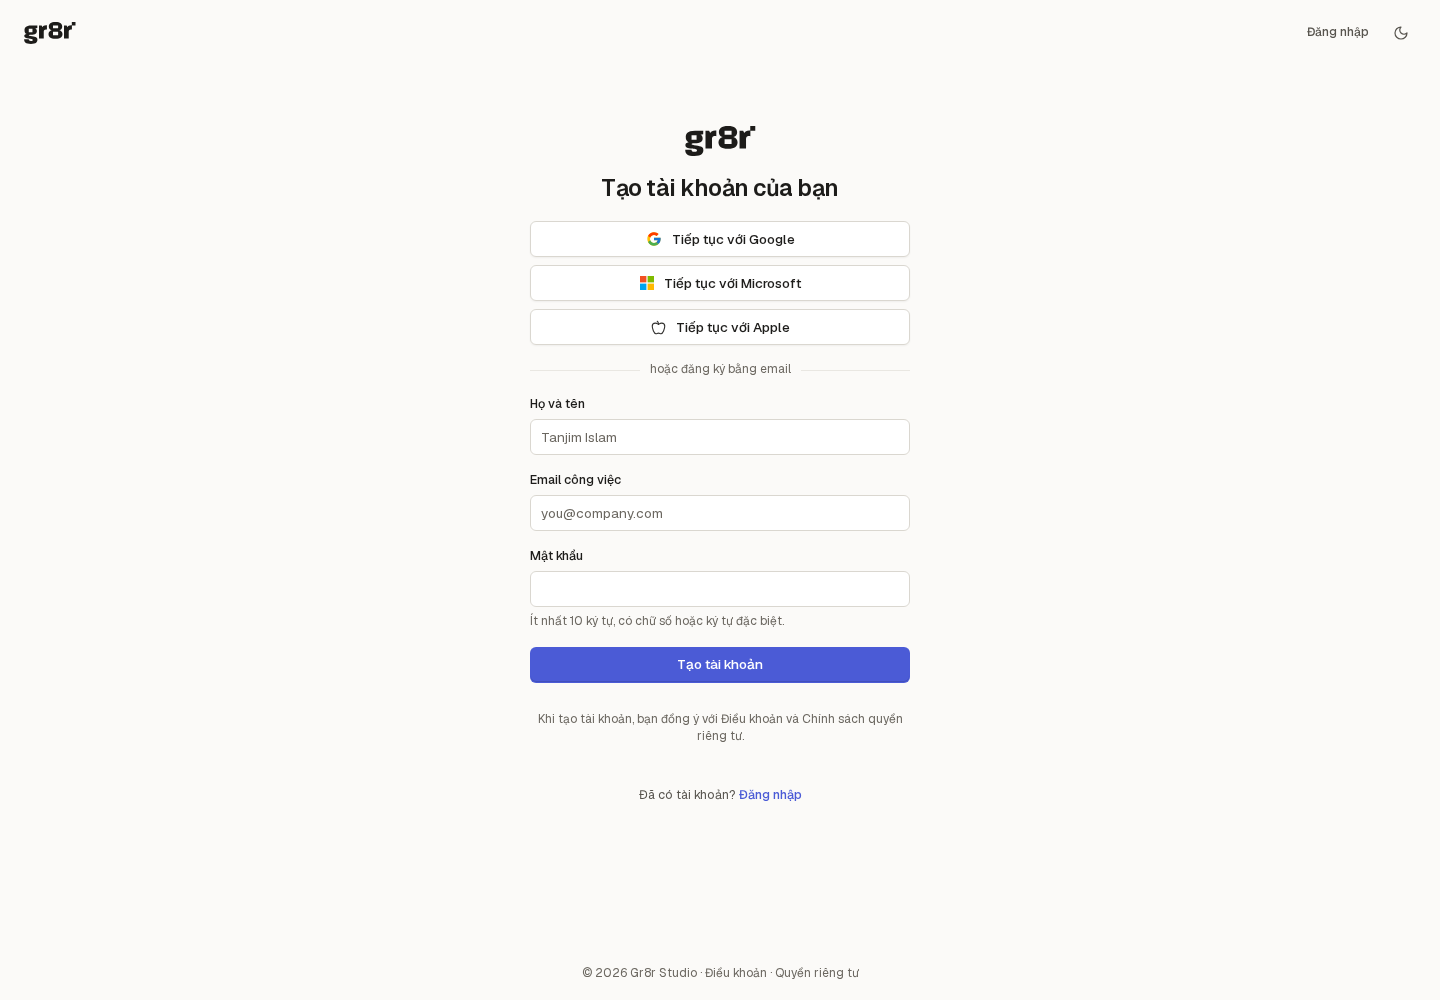 gr8r
Đăng nhập
gr8r
Tạo tài khoản của bạn
Tiếp tục với Google
Tiếp tục với Microsoft
Tiếp tục với Apple
hoặc đăng ký bằng email
Họ và tên
Tanjim Islam
Email công việc
you@company.com
Mật khẩu
Ít nhất 10 ký tự, có chữ số hoặc ký tự đặc biệt.
Tạo tài khoản
Khi tạo tài khoản, bạn đồng ý với Điều khoản và Chính sách quyền
riêng tư.
Đã có tài khoản? Đăng nhập
© 2026 Gr8r Studio · Điều khoản · Quyền riêng tư